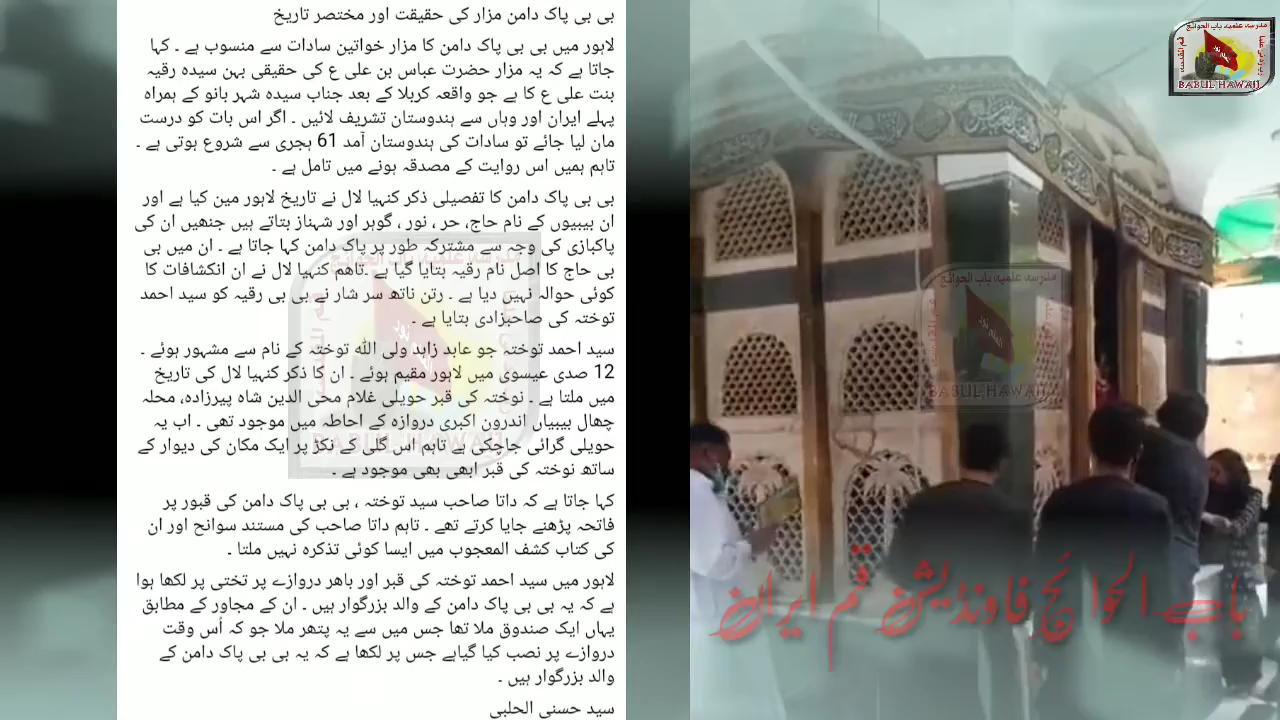 بی بی پاک دامن مزار کی حقیقت اور مختصر تاریخ
لاہور میں بی بی پاک دامن کا مزار خواتین سادات سے منسوب ہے ۔ کہا
جاتا ہے کہ یہ مزار حضرت عباس بن علی ع کی حقیقی بہن سیدہ رقیہ
بنت علی ع کا ہے جو واقعہ کربلا کے بعد جناب سیدہ شہر بانو کے ہمراہ
پہلے ایران اور وہاں سے ہندوستان تشریف لائیں ۔ اگر اس بات کو درست
مان لیا جائے تو سادات کی ہندوستان آمد 61 ہجری سے شروع ہوتی ہے ۔
تاہم ہمیں اس روایت کے مصدقہ ہونے میں تامل ہے ۔
بی بی پاک دامن کا تفصیلی ذکر کنہیا لال نے تاریخ لاہور مین کیا ہے اور
ان بیبیوں کے نام حاج، حر ، نور ، گوہر اور شہناز بتاتے ہیں جنھیں ان کی
پاکبازی کی وجہ سے مشترکہ طور پر پاک دامن کہا جاتا ہے ۔ ان میں بی
بی حاج کا اصل نام رقیہ بتایا گیا ہے ۔تاھم کنہیا لال نے ان انکشافات کا
کوئی حوالہ نہیں دیا ہے ۔ رتن ناتھ سر شار نے بی بی رقیہ کو سید احمد
توختہ کی صاحبزادی بتایا ہے ۔
سید احمد توختہ جو عابد زاہد ولی اللہ توختہ کے نام سے مشہور ہوئے ۔
12 صدی عیسوی میں لاہور مقیم ہوئے ۔ ان کا ذکر کنہیا لال کی تاریخ
میں ملتا ہے ۔ توختہ کی قبر حویلی غلام محی الدین شاہ پیرزادہ، محلہ
چھال بیبیاں اندرون اکبری دروازہ کے احاطہ میں موجود تھی ۔ اب یہ
حویلی گرائی جاچکی ہے تاہم اس گلی کے نکڑ پر ایک مکان کی دیوار کے
ساتھ نوختہ کی قبر ابھی بھی موجود ہے ۔
کہا جاتا ہے کہ داتا صاحب سید توختہ ، بی بی پاک دامن کی قبور پر
فاتحہ پڑھنے جایا کرتے تھے ۔ تاہم داتا صاحب کی مستند سوانح اور ان
کی کتاب کشف المعجوب میں ایسا کوئی تذکرہ نہیں ملتا ۔
لاہور میں سید احمد توختہ کی قبر اور باھر دروازے پر تختی پر لکھا ہوا
ہے کہ یہ بی بی پاک دامن کے والد بزرگوار ہیں ۔ ان کے مجاور کے مطابق
یہاں ایک صندوق ملا تھا جس میں سے یہ پتھر ملا جو کہ اُس وقت
دروازے پر نصب کیا گیاہے جس پر لکھا ہے کہ یہ بی بی پاک دامن کے
والد بزرگوار ہیں ۔
سید حسنی الحلبی
مدرسہ علمیہ باب الحوائج
BABUL HAWAIJ
باب الحوائج فاونڈیشن قم ایران